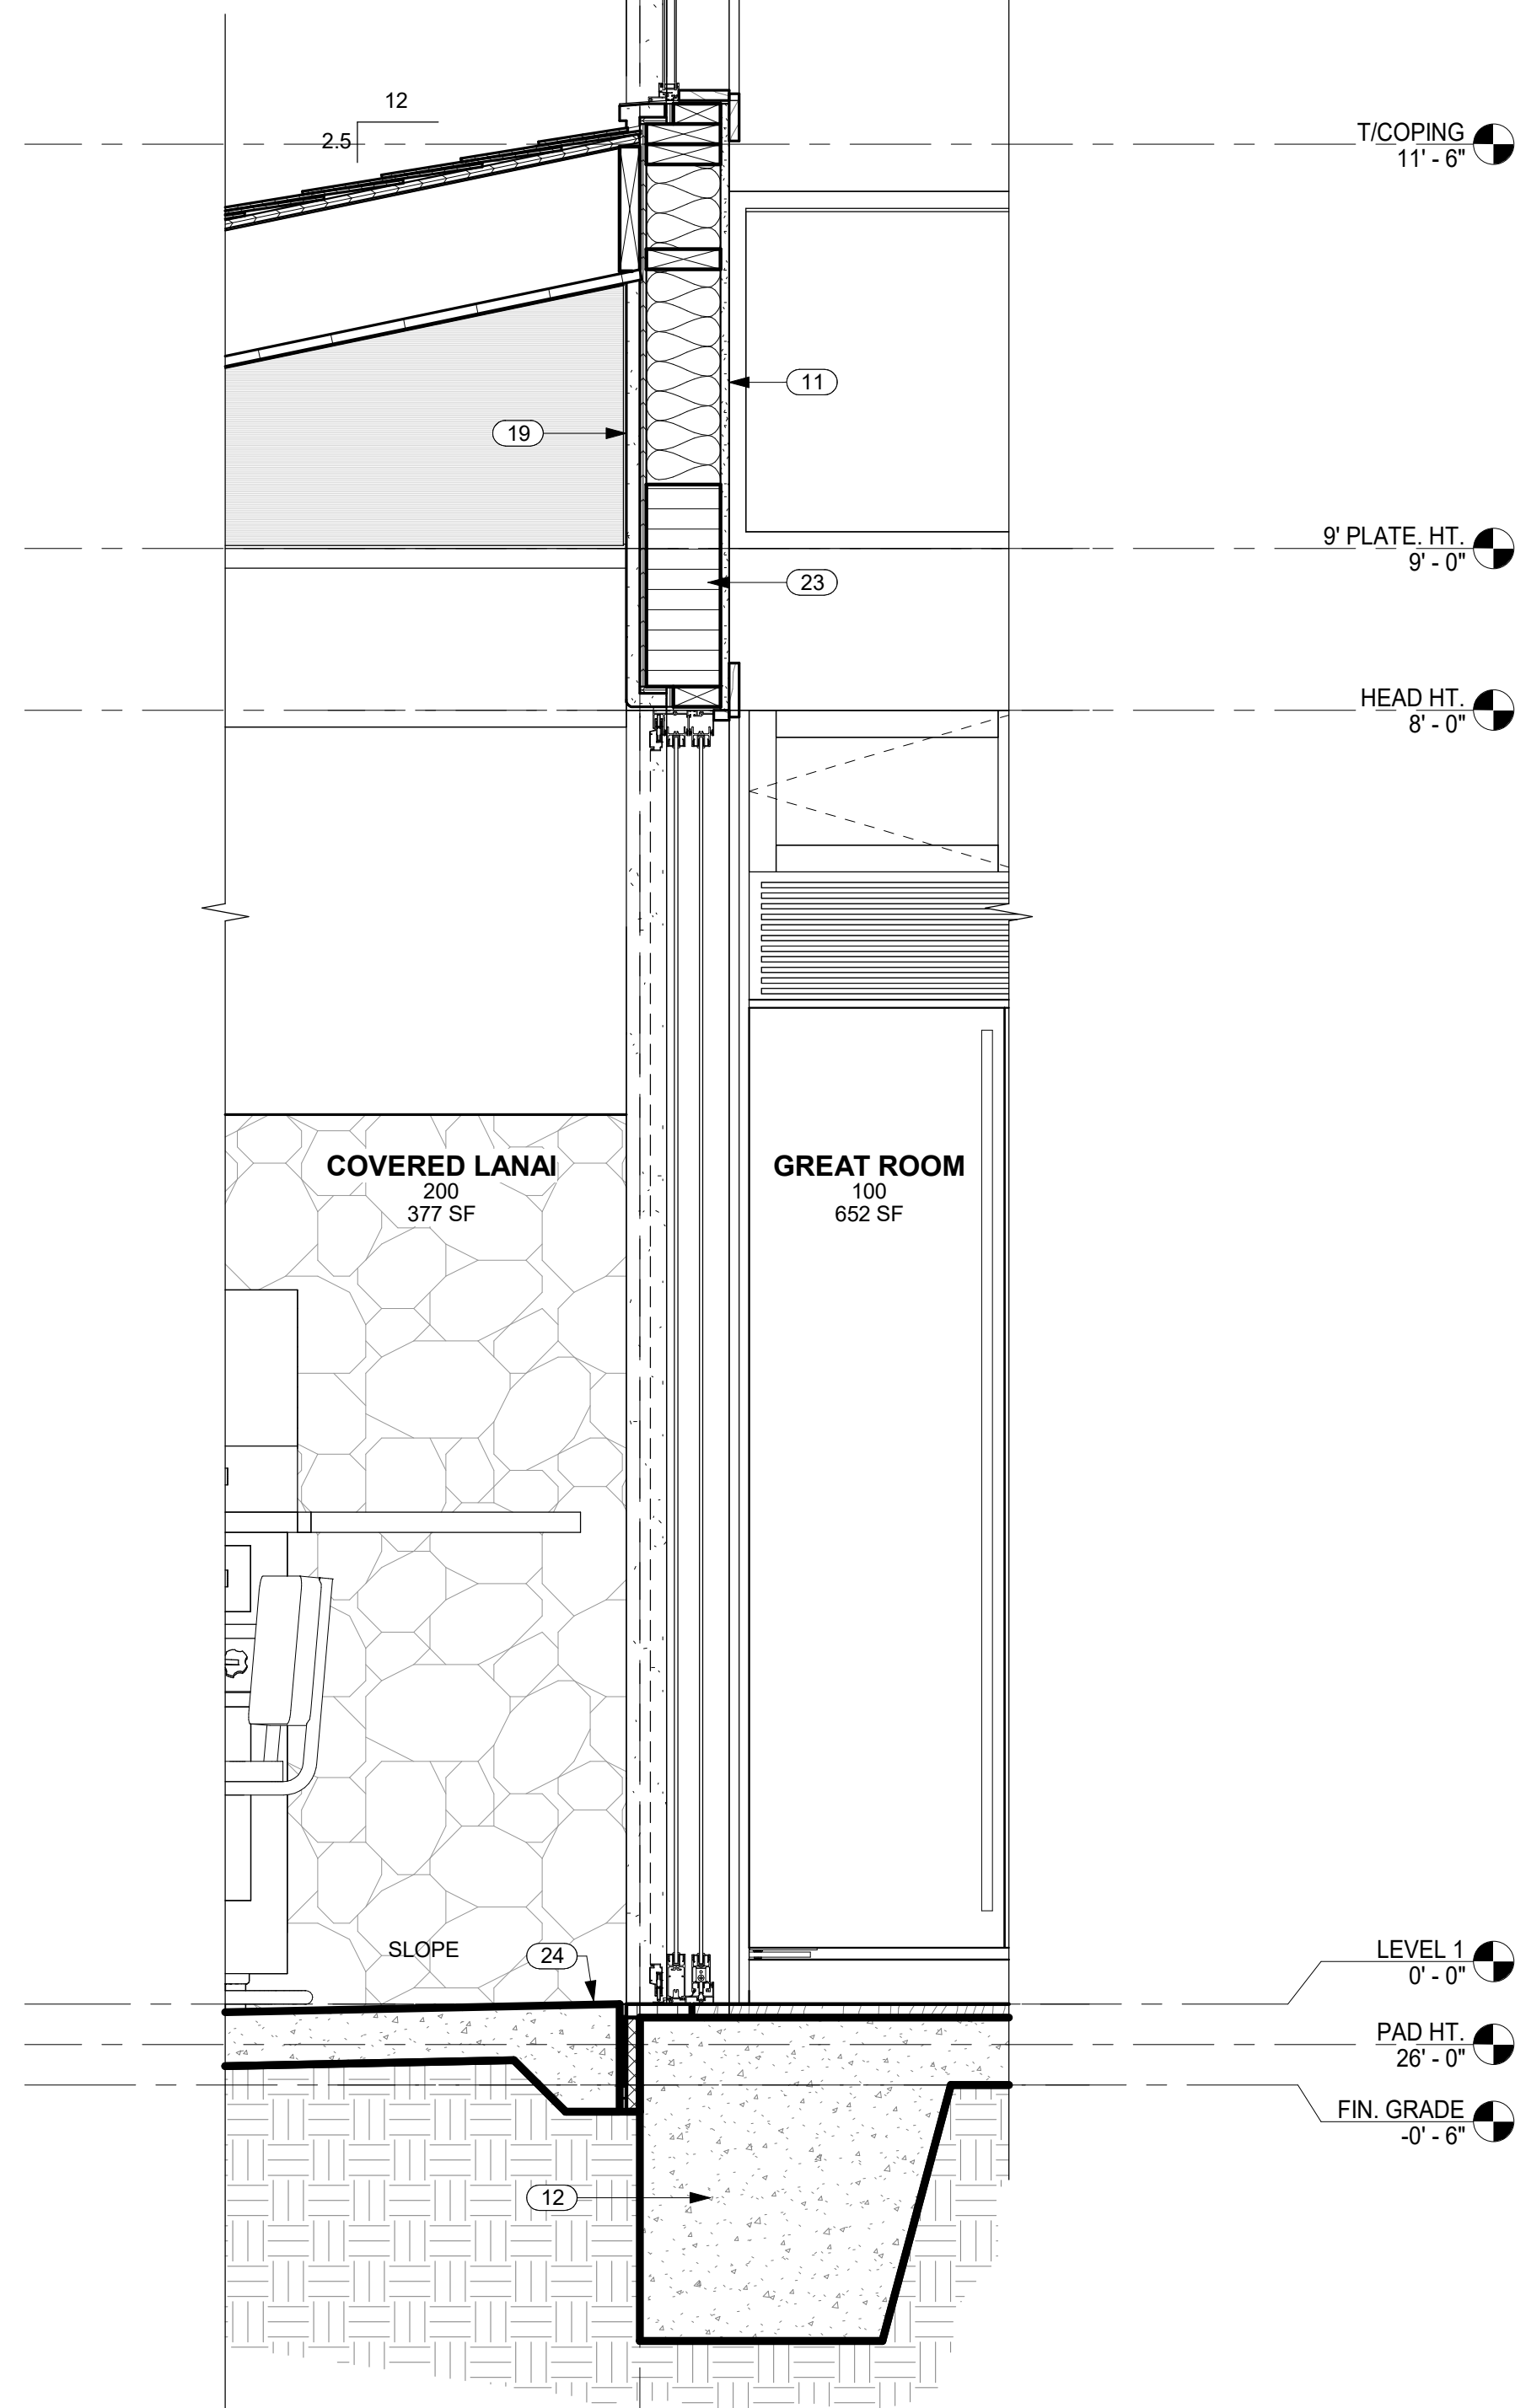 12
2.5
T/COPING
11' - 6"
11
19
9' PLATE. HT.
9' - 0"
23
HEAD HT.
8' - 0"
COVERED LANAI
200
377 SF
GREAT ROOM
100
652 SF
SLOPE
24
LEVEL 1
0' - 0"
PAD HT.
26' - 0"
FIN. GRADE
-0' - 6"
12